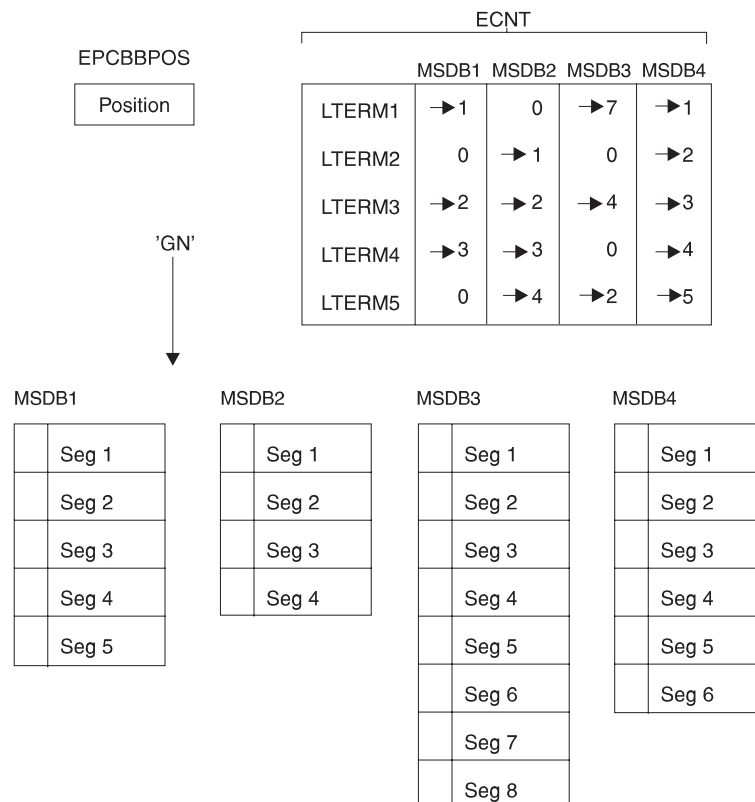 ECNT
EPCBBPOS
MSDB1 MSDB2 MSDB3 MSDB4
Position
LTERM1 1 0 7 1
LTERM2 0 1 0 2
LTERM3 2 2 4 3
LTERM4 3 3 0 4
LTERM5 0 4 2 5
'GN'
MSDB1 MSDB2 MSDB3 MSDB4
Seg 1 Seg 1 Seg 1 Seg 1
Seg 2 Seg 2 Seg 2 Seg 2
Seg 3 Seg 3 Seg 3 Seg 3
Seg 4 Seg 4 Seg 4 Seg 4
Seg 5 Seg 5 Seg 5
Seg 6 Seg 6
Seg 7
Seg 8